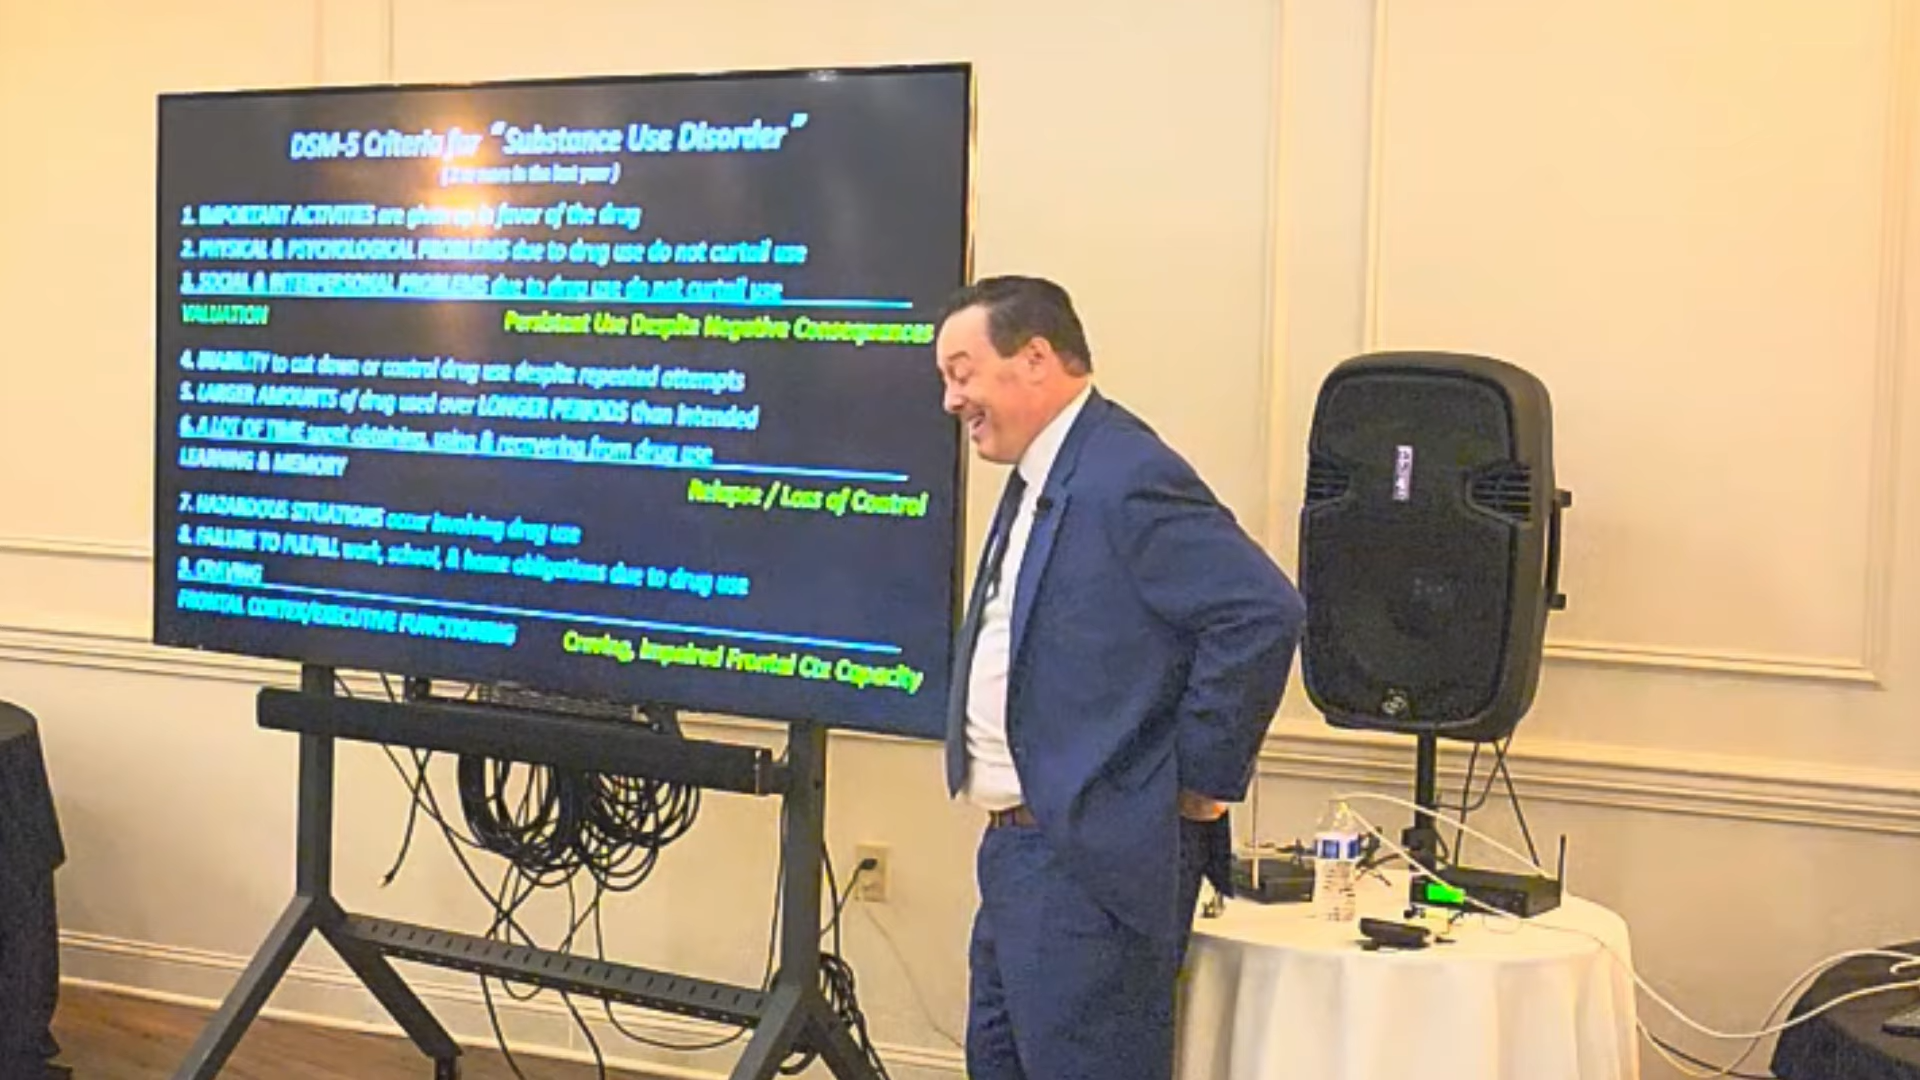 DSM-5 Criteria for "Substance Use Disorder"
in the last year)
1. IMPORTANT ACTIVITIES are given up in favor of the drug
2. PHYSICAL & PSYCHOLOGICAL PROBLEMS due to drug use do not curtail use
3. SOCIAL & INTERPERSONAL PROBLEMS due to drug use do not curtail use
VALUATION
Persistent Use Despite Negative Consequences
4. INABILITY to cut down or control drug use despite repeated attempts
5. LARGER AMOUNTS of drug used over LONGER PERIODS than intended
6. A LOT OF TIME spent obtaining, using & recovering from drug use
LEARNING & MEMORY
Relapse / Loss of Control
7. HAZARDOUS SITUATIONS occur involving drug use
8. FAILURE TO FULFILL work, school, & home obligations due to drug use
9. CRAVING
FRONTAL CORTEX/EXECUTIVE FUNCTIONING
Craving, Impaired Frontal Ctx Capacity